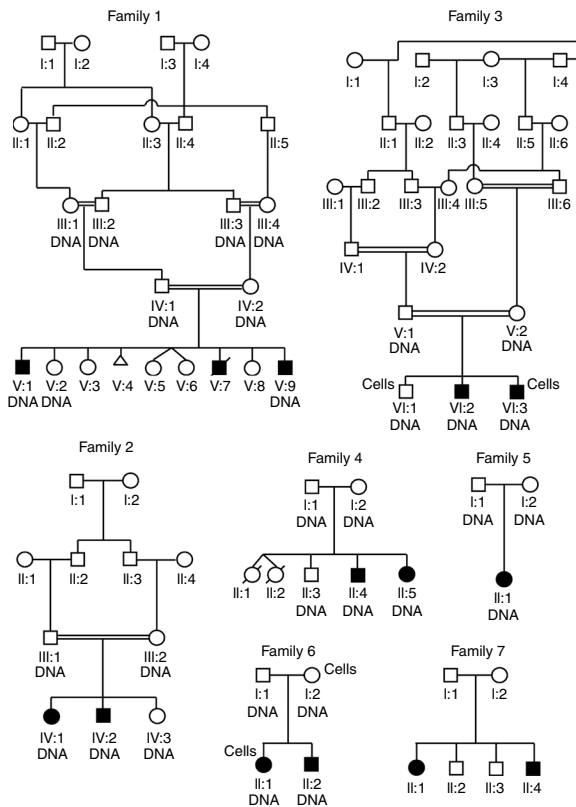 Family 1
I:1 I:2 I:3 I:4
II:1 II:2 II:3 II:4 II:5
III:1 III:2 III:3 III:4
DNA DNA DNA DNA
IV:1 IV:2
DNA DNA
V:1 V:2 V:3 V:4 V:5 V:6 V:7 V:8 V:9
DNA DNA DNA
Family 3
I:1 I:2 I:3 I:4
II:1 II:2 II:3 II:4 II:5 II:6
III:1 III:2 III:3 III:4 III:5 III:6
IV:1 IV:2
V:1 V:2
DNA DNA
Cells Cells
VI:1 VI:2 VI:3
DNA DNA DNA
Family 2
I:1 I:2
II:1 II:2 II:3 II:4
III:1 III:2
DNA DNA
IV:1 IV:2 IV:3
DNA DNA DNA
Family 4
I:1 I:2
DNA DNA
II:1 II:2 II:3 II:4 II:5
DNA DNA DNA
Family 5
I:1 I:2
DNA DNA
II:1
DNA
Family 6
Cells
I:1 I:2
DNA DNA
Cells
II:1 II:2
DNA DNA
Family 7
I:1 I:2
II:1 II:2 II:3 II:4